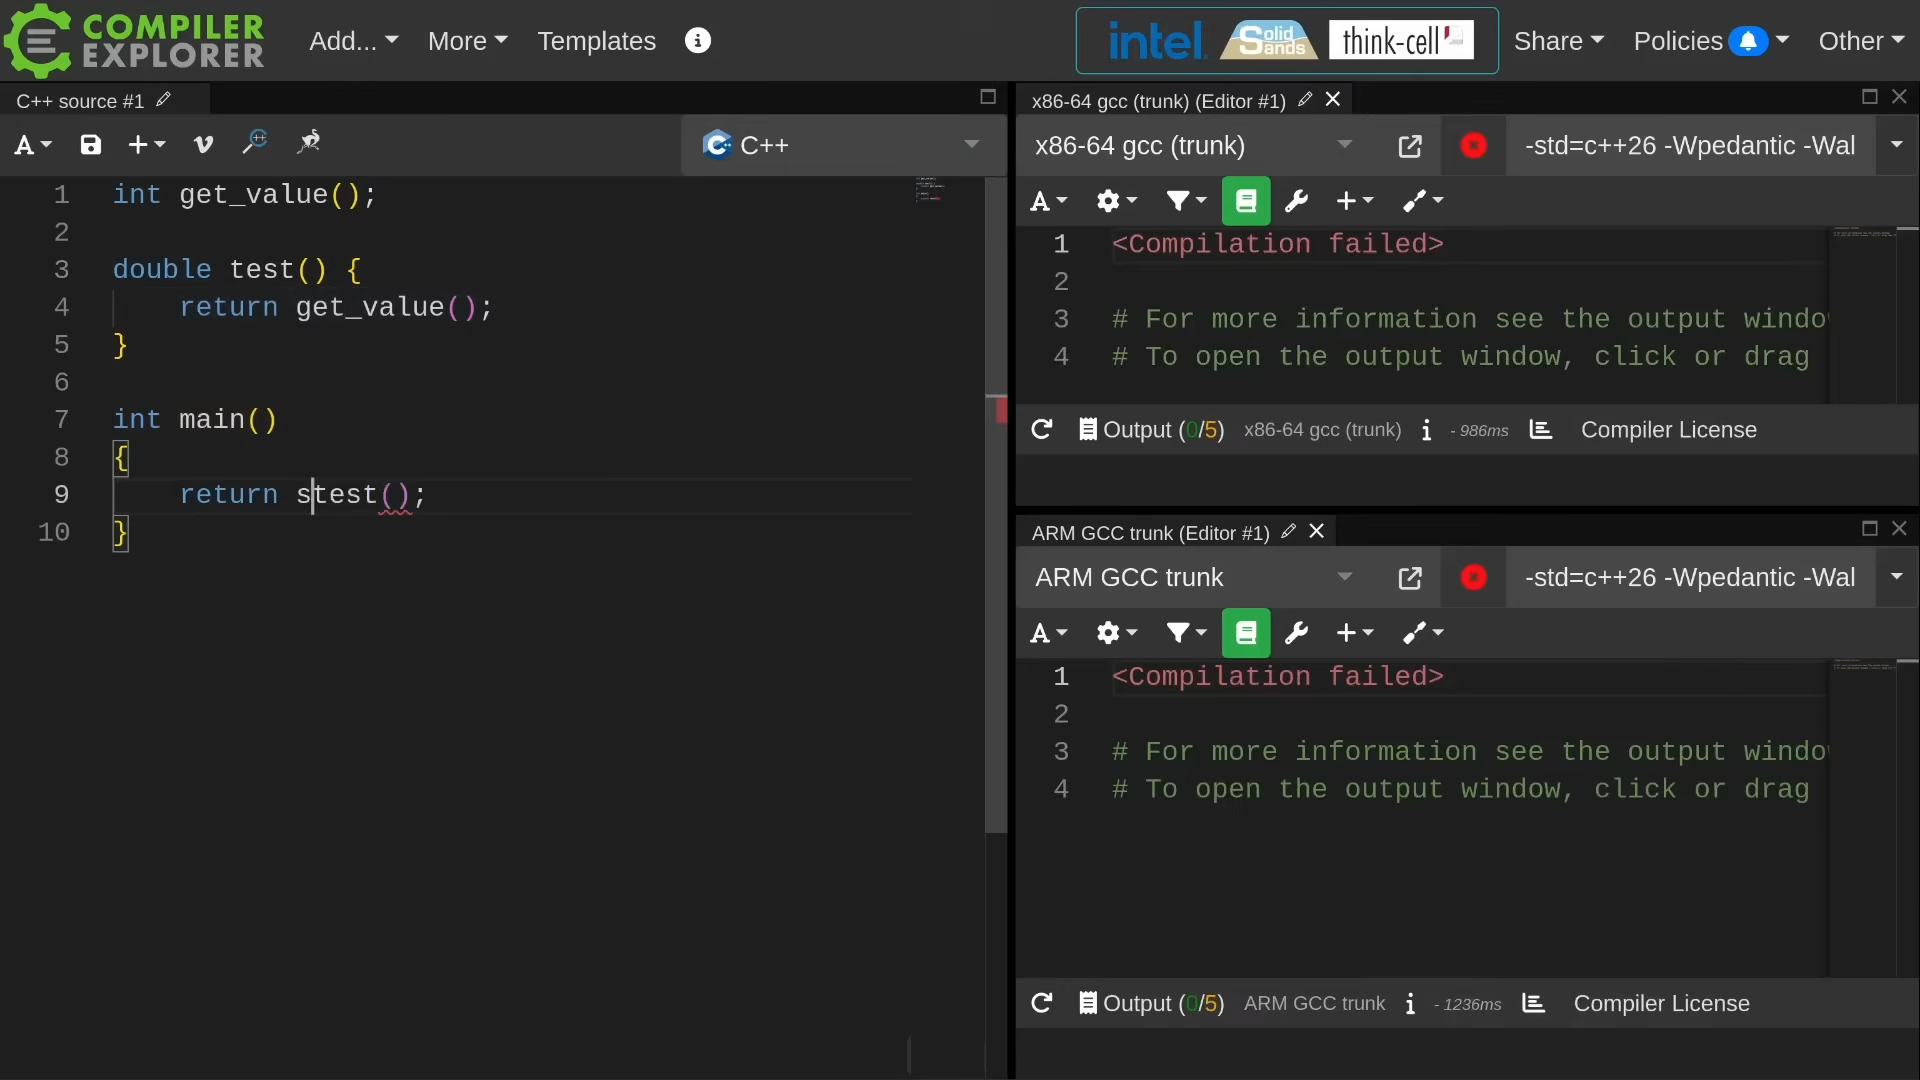 COMPILER EXPLORER
Add...
More
Templates
intel.
Solid Sands
think-cell
Share
Policies
Other
C++ source #1
A
C++
1 int get_value();
2
3 double test() {
4 return get_value();
5 }
6
7 int main()
8 {
9 return stest();
10 }
x86-64 gcc (trunk) (Editor #1)
x86-64 gcc (trunk)
-std=c++26 -Wpedantic -Wal
A
1 <Compilation failed>
2
3 # For more information see the output windo
4 # To open the output window, click or drag
Output (0/5) x86-64 gcc (trunk) - 986ms Compiler License
ARM GCC trunk (Editor #1)
ARM GCC trunk
-std=c++26 -Wpedantic -Wal
A
1 <Compilation failed>
2
3 # For more information see the output windo
4 # To open the output window, click or drag
Output (0/5) ARM GCC trunk - 1236ms Compiler License